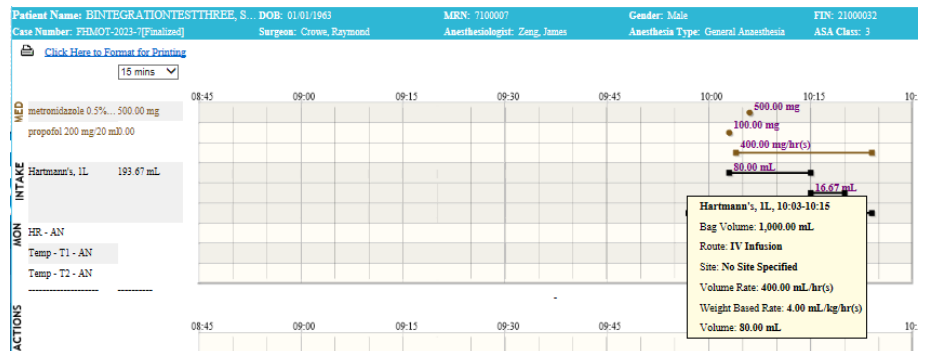 Patient Name: BINTEGRATIONTESTTHREE, S... DOB: 01/01/1963 MRN: 7100007 Gender: Male FIN: 21000032
Case Number: FHMOT-2023-7[Finalized] Surgeon: Crowe, Raymond Anesthesiologist: Zeng, James Anesthesia Type: General Anaesthesia ASA Class: 3
Click Here to Format for Printing
15 mins
08:45 09:00 09:15 09:30 09:45 10:00 10:15 10:
MED
metronidazole 0.5%... 500.00 mg
500.00 mg
propofol 200 mg/20 ml 0.00
100.00 mg
400.00 mg/hr(s)
INTAKE
Hartmann's, 1L 193.67 mL
80.00 mL
16.67 mL
Hartmann's, 1L, 10:03-10:15
Bag Volume: 1,000.00 mL
Route: IV Infusion
Site: No Site Specified
Volume Rate: 400.00 mL/hr(s)
Weight Based Rate: 4.00 mL/kg/hr(s)
Volume: 80.00 mL
MON
HR - AN
Temp - T1 - AN
Temp - T2 - AN
-------------------- ----------
ACTIONS
08:45 09:00 09:15 09:30 09:45 10: